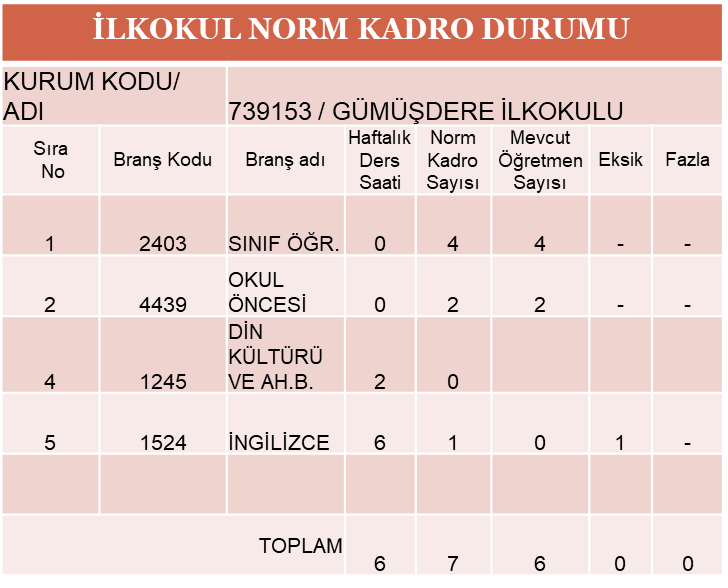 İLKOKUL NORM KADRO DURUMU
KURUM KODU/
ADI
739153 / GÜMÜŞDERE İLKOKULU
Sıra
No
Branş Kodu
Branş adı
Haftalık
Ders
Saati
Norm
Kadro
Sayısı
Mevcut
Öğretmen
Sayısı
Eksik
Fazla
1 2403 SINIF ÖĞR. 0 4 4 - -
OKUL
2 4439 ÖNCESİ 0 2 2 - -
DİN
KÜLTÜRÜ
4 1245 VE AH.B. 2 0
5 1524 İNGİLİZCE 6 1 0 1 -
TOPLAM
6 7 6 0 0